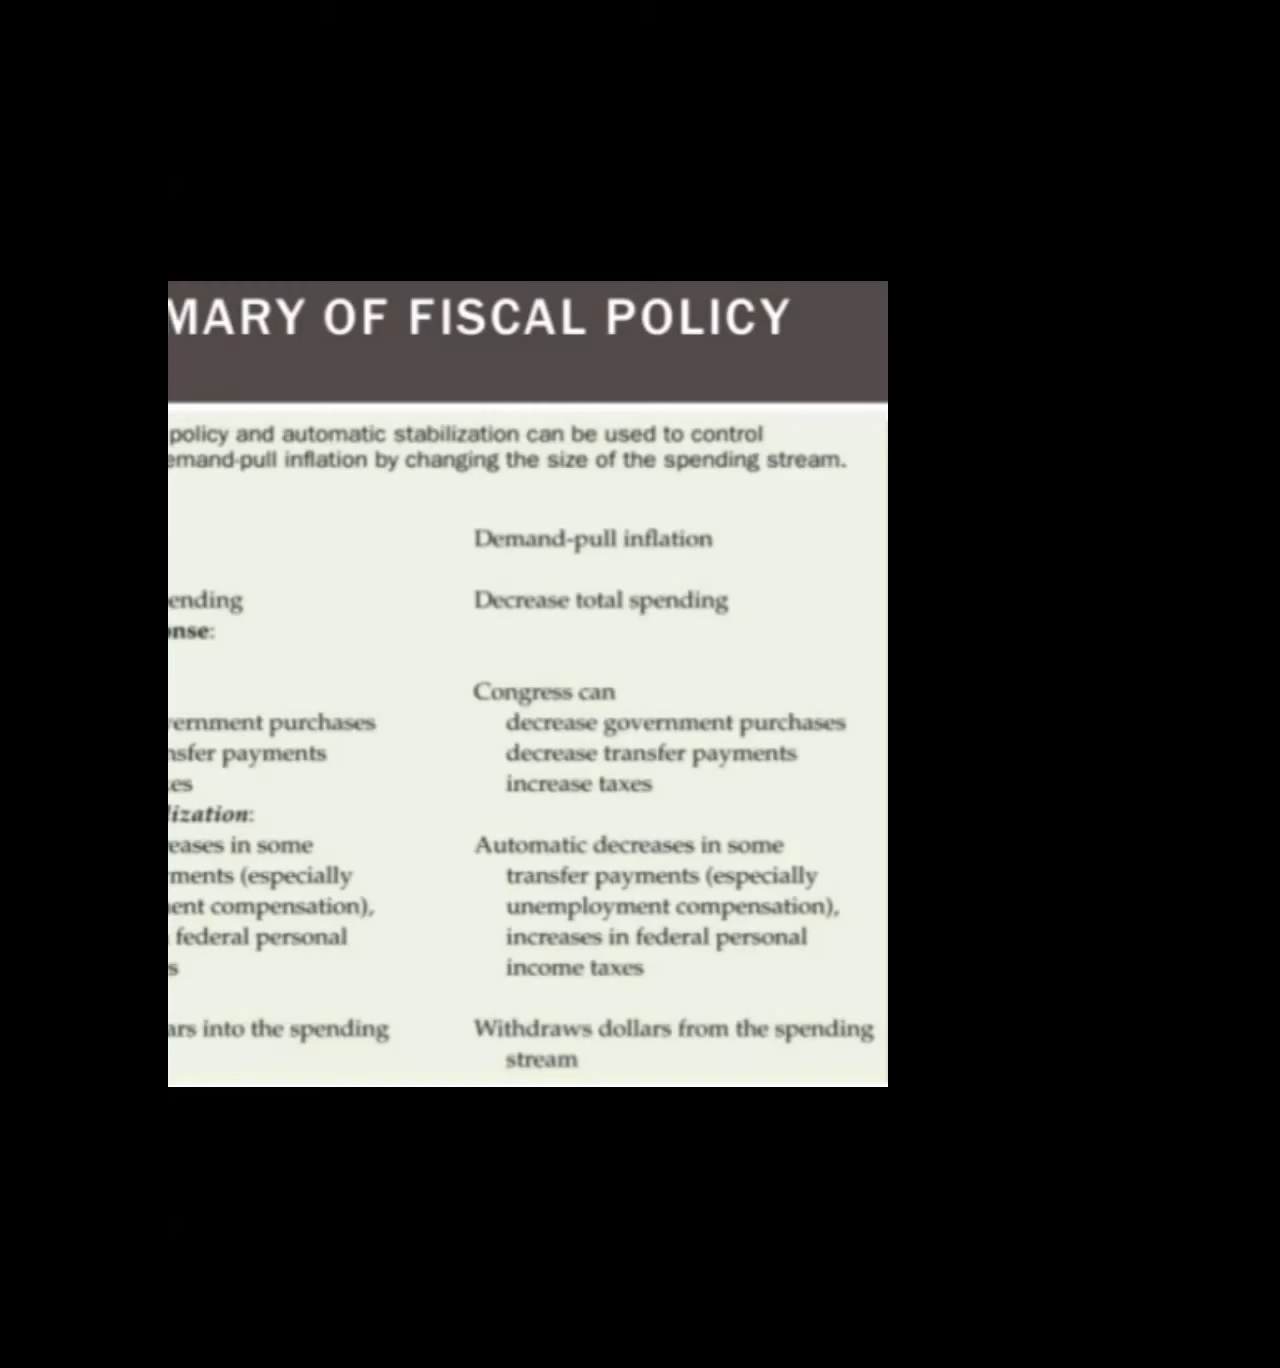 MARY OF FISCAL POLICY
policy and automatic stabilization can be used to control
emand-pull inflation by changing the size of the spending stream.
Demand-pull inflation
ending Decrease total spending
onse:
Congress can
ernment purchases decrease government purchases
nsfer payments decrease transfer payments
es increase taxes
lization:
eases in some Automatic decreases in some
ments (especially transfer payments (especially
ent compensation), unemployment compensation),
federal personal increases in federal personal
s income taxes
ars into the spending Withdraws dollars from the spending
stream